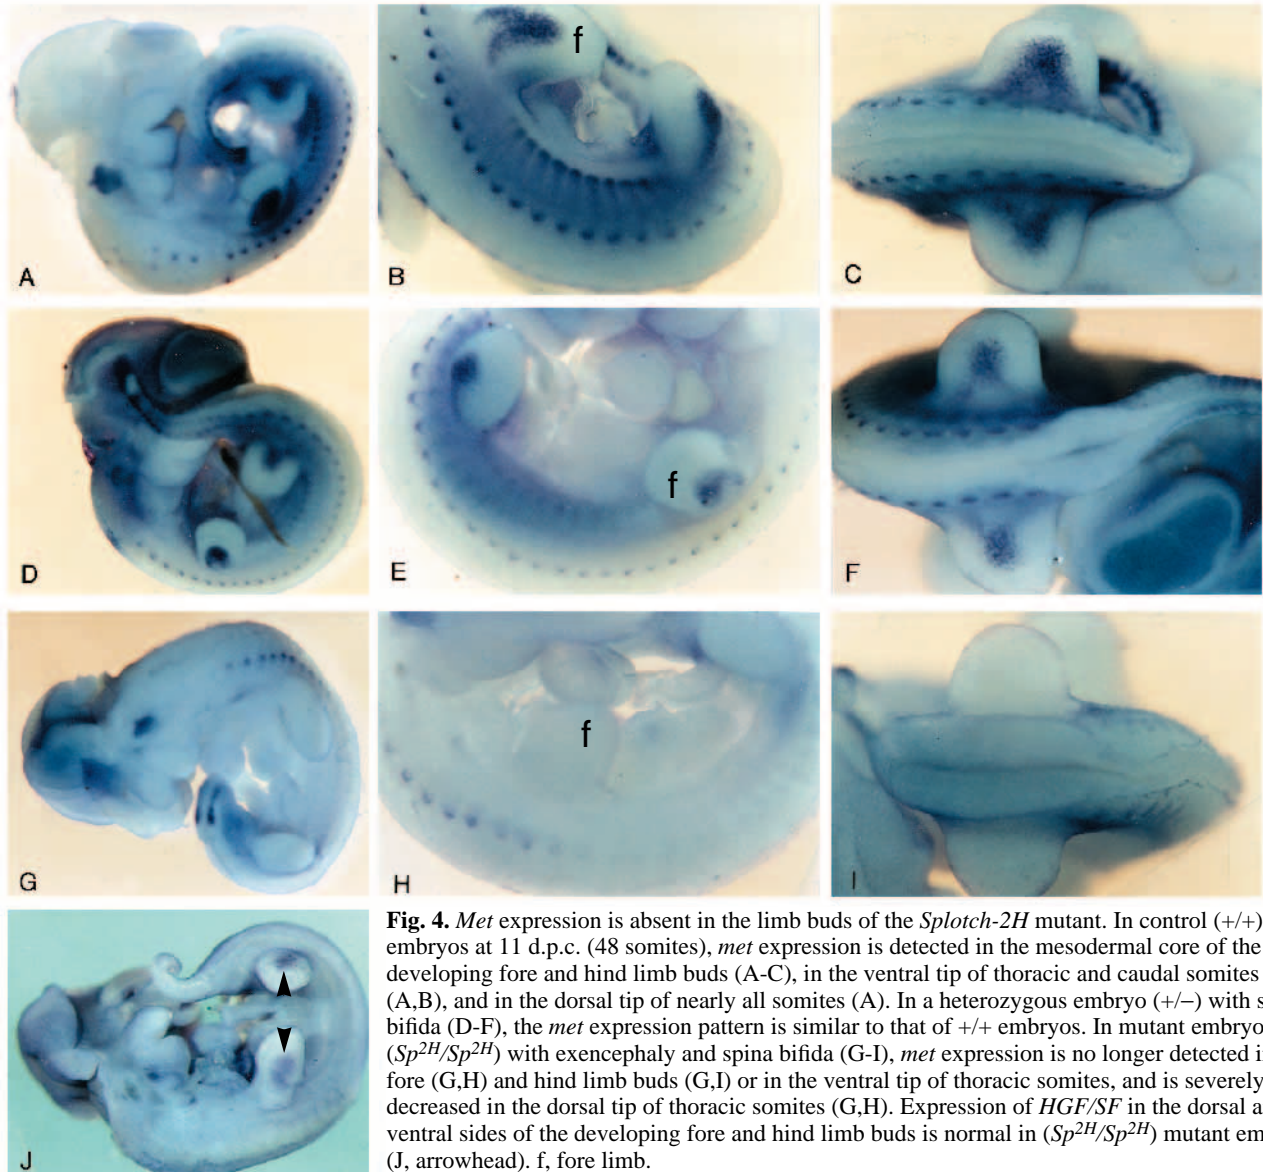 f
A
B
C
f
D
E
F
f
G
H
I
J
Fig. 4. Met expression is absent in the limb buds of the Splotch-2H mutant. In control (+/+)
embryos at 11 d.p.c. (48 somites), met expression is detected in the mesodermal core of the
developing fore and hind limb buds (A-C), in the ventral tip of thoracic and caudal somites
(A,B), and in the dorsal tip of nearly all somites (A). In a heterozygous embryo (+/−) with s
bifida (D-F), the met expression pattern is similar to that of +/+ embryos. In mutant embryo
(Sp2H/Sp2H) with exencephaly and spina bifida (G-I), met expression is no longer detected i
fore (G,H) and hind limb buds (G,I) or in the ventral tip of thoracic somites, and is severely
decreased in the dorsal tip of thoracic somites (G,H). Expression of HGF/SF in the dorsal a
ventral sides of the developing fore and hind limb buds is normal in (Sp2H/Sp2H) mutant em
(J, arrowhead). f, fore limb.